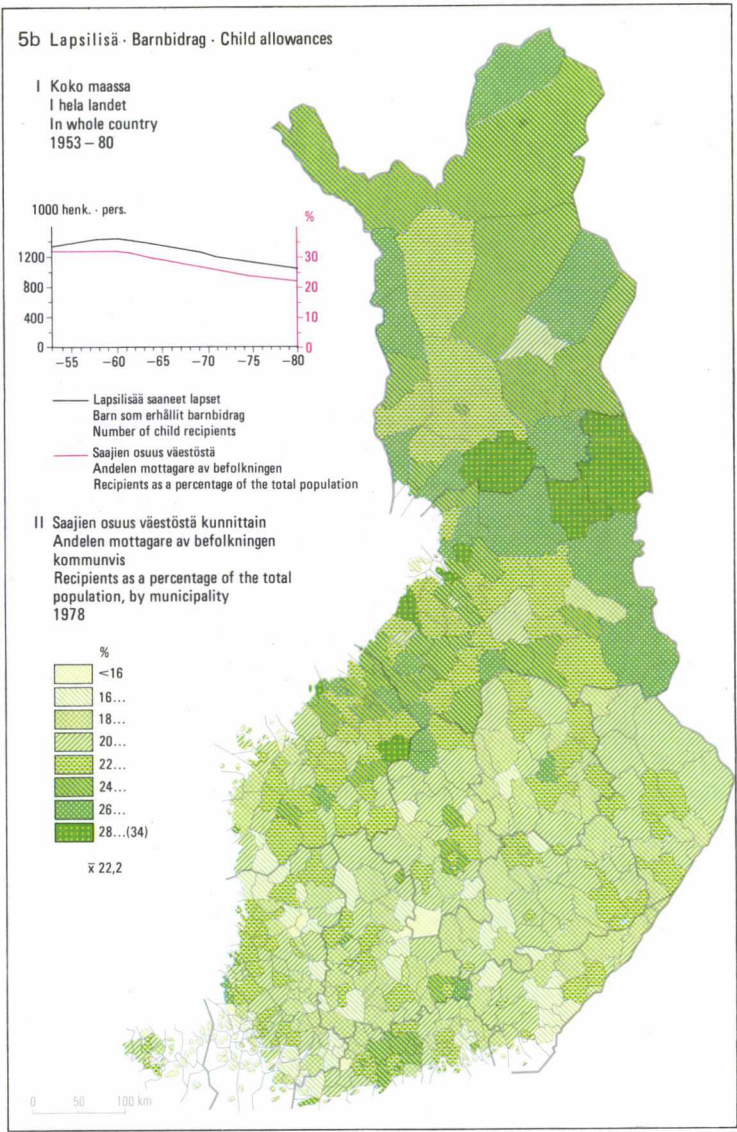 5b Lapsilisä · Barnbidrag · Child allowances
I Koko maassa
I hela landet
In whole country
1953 – 80
1000 henk. · pers.
%
1200
800
400
0
30
20
10
0
–55 –60 –65 –70 –75 –80
Lapsilisää saaneet lapset
Barn som erhållit barnbidrag
Number of child recipients
Saajien osuus väestöstä
Andelen mottagare av befolkningen
Recipients as a percentage of the total population
II Saajien osuus väestöstä kunnittain
Andelen mottagare av befolkningen
kommunvis
Recipients as a percentage of the total
population, by municipality
1978
%
<16
16...
18...
20...
22...
24...
26...
28...(34)
x̄ 22,2
0 50 100 km